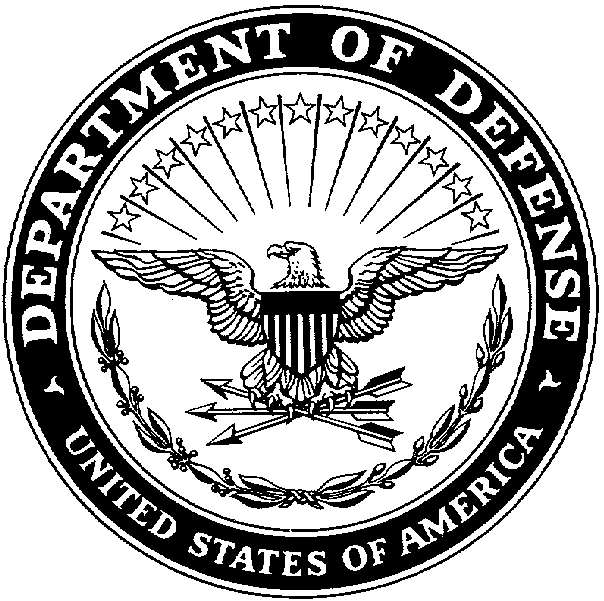 DEPARTMENT OF DEFENSE
UNITED STATES OF AMERICA